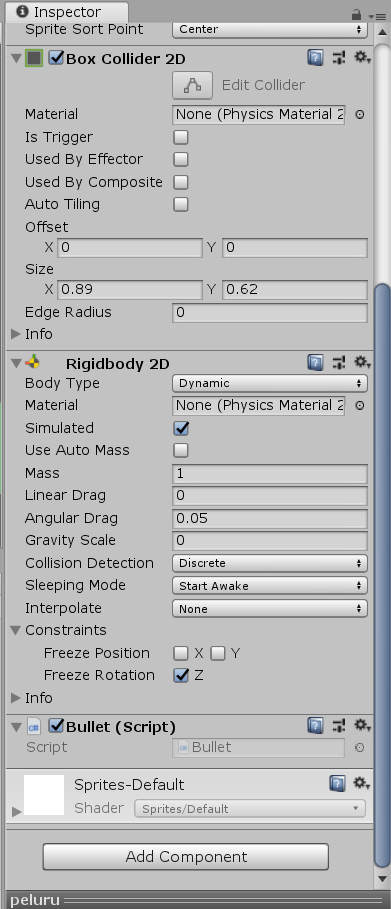 Inspector
Sprite Sort Point Center
Box Collider 2D
Edit Collider
Material None (Physics Material 2
Is Trigger
Used By Effector
Used By Composite
Auto Tiling
Offset
X 0 Y 0
Size
X 0.89 Y 0.62
Edge Radius 0
Info
Rigidbody 2D
Body Type Dynamic
Material None (Physics Material 2
Simulated
Use Auto Mass
Mass 1
Linear Drag 0
Angular Drag 0.05
Gravity Scale 0
Collision Detection Discrete
Sleeping Mode Start Awake
Interpolate None
Constraints
Freeze Position X Y
Freeze Rotation Z
Info
Bullet (Script)
Script Bullet
Sprites-Default
Shader Sprites/Default
Add Component
peluru